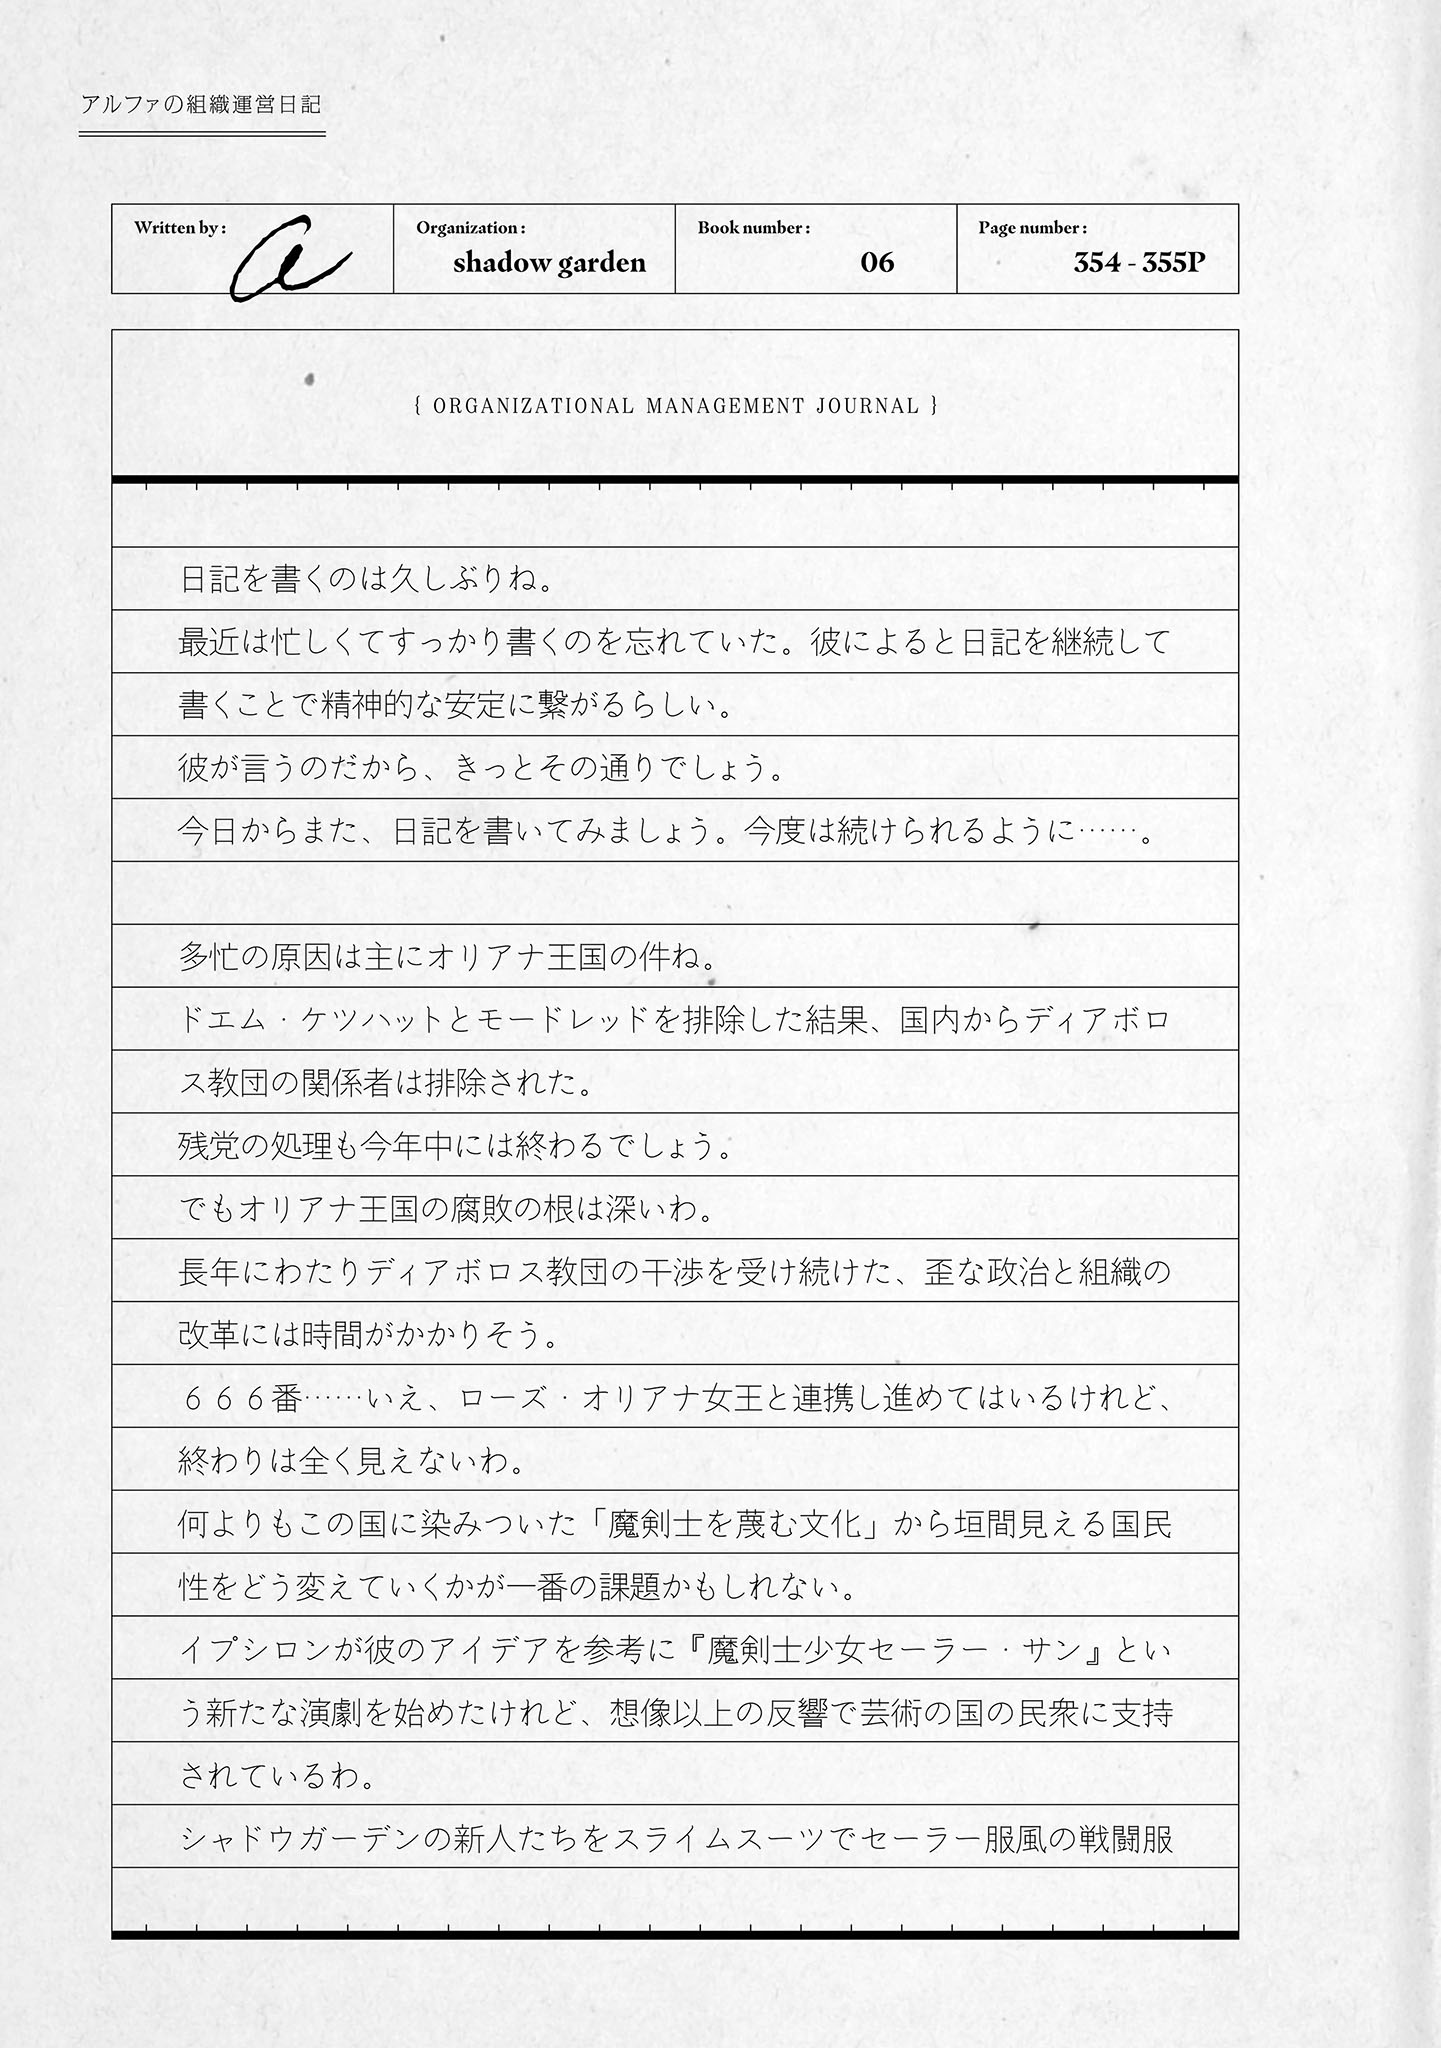 アルファの組織運営日記
Written by : a
Organization : shadow garden
Book number : 06
Page number : 354 - 355P
{ ORGANIZATIONAL MANAGEMENT JOURNAL }
日記を書くのは久しぶりね。
最近は忙しくてすっかり書くのを忘れていた。彼によると日記を継続して
書くことで精神的な安定に繋がるらしい。
彼が言うのだから、きっとその通りでしょう。
今日からまた、日記を書いてみましょう。今度は続けられるように……。
多忙の原因は主にオリアナ王国の件ね。
ドエム・ケツハットとモードレッドを排除した結果、国内からディアボロ
ス教団の関係者は排除された。
残党の処理も今年中には終わるでしょう。
でもオリアナ王国の腐敗の根は深いわ。
長年にわたりディアボロス教団の干渉を受け続けた、歪な政治と組織の
改革には時間がかかりそう。
６６６番……いえ、ローズ・オリアナ女王と連携し進めてはいるけれど、
終わりは全く見えないわ。
何よりもこの国に染みついた「魔剣士を蔑む文化」から垣間見える国民
性をどう変えていくかが一番の課題かもしれない。
イプシロンが彼のアイデアを参考に『魔剣士少女セーラー・サン』とい
う新たな演劇を始めたけれど、想像以上の反響で芸術の国の民衆に支持
されているわ。
シャドウガーデンの新人たちをスライムスーツでセーラー服風の戦闘服